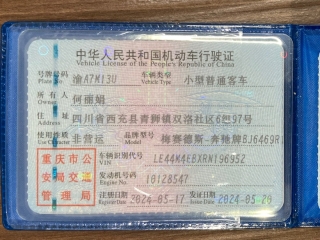 中华人民共和国机动车行驶证
Vehicle License of the People's Republic of China
号牌号码 渝A7M13U 车辆类型 小型普通客车
Plate No. Vehicle Type
所有人 何丽娟
Owner
住址 四川省西充县青狮镇双洛社区6组97号
Address
使用性质 非营运 品牌型号 梅赛德斯-奔驰牌BJ6469R
Use Character Model
重庆市公
安局交通
管理局
车辆识别代号
VIN
发动机号码 10128547
Engine No.
注册日期 2024-05-17 发证日期 2024-05-20
Register Date Issue Date